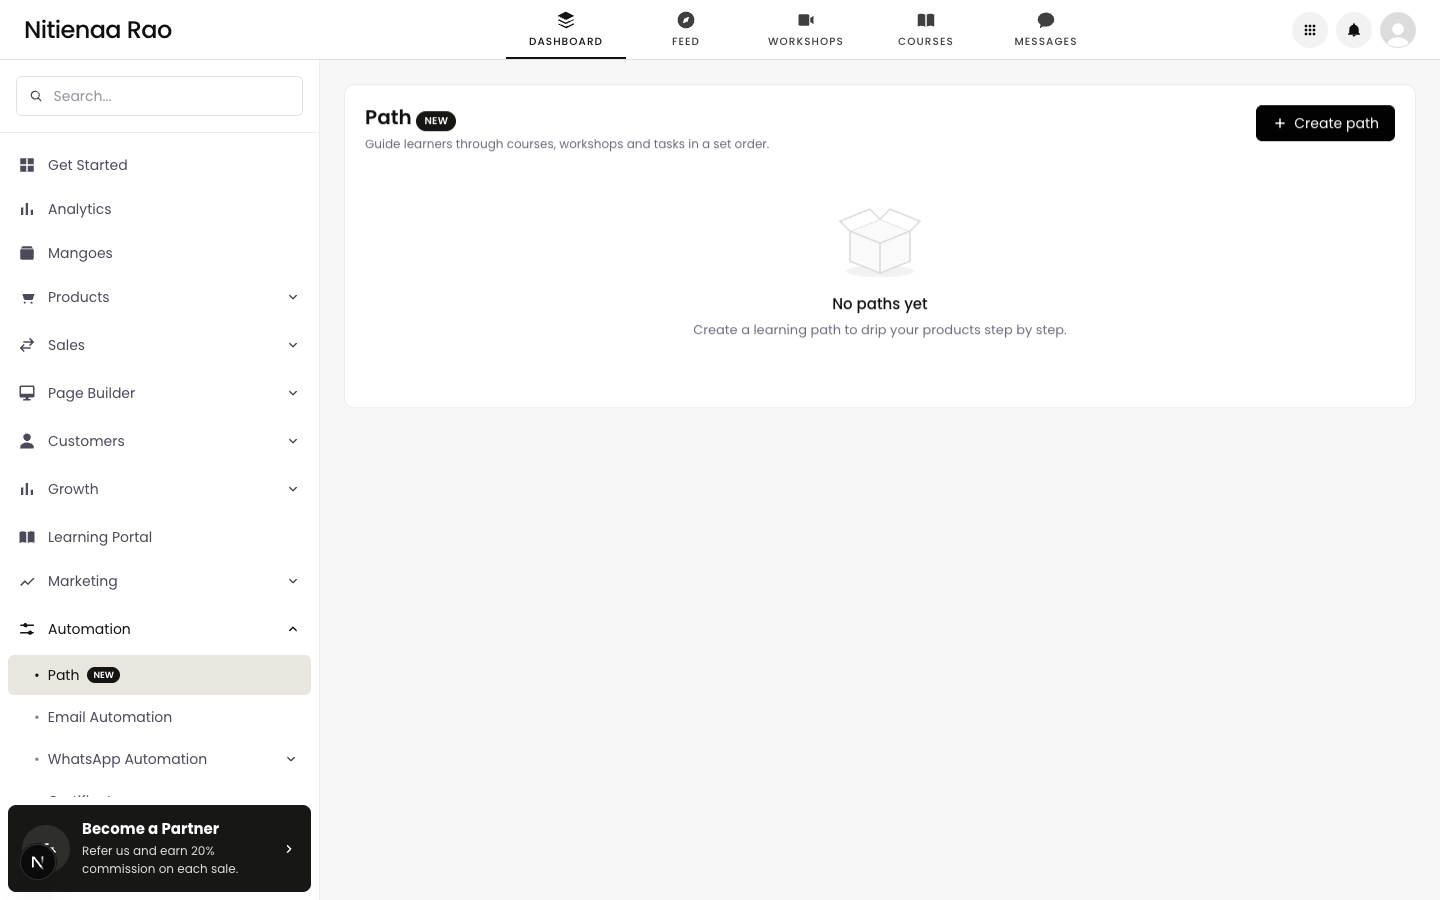 Nitienaa Rao
DASHBOARD
FEED
WORKSHOPS
COURSES
MESSAGES
Search...
Get Started
Analytics
Mangoes
Products
Sales
Page Builder
Customers
Growth
Learning Portal
Marketing
Automation
Path NEW
Email Automation
WhatsApp Automation
Become a Partner
Refer us and earn 20%
commission on each sale.
N
Path NEW
Guide learners through courses, workshops and tasks in a set order.
Create path
No paths yet
Create a learning path to drip your products step by step.